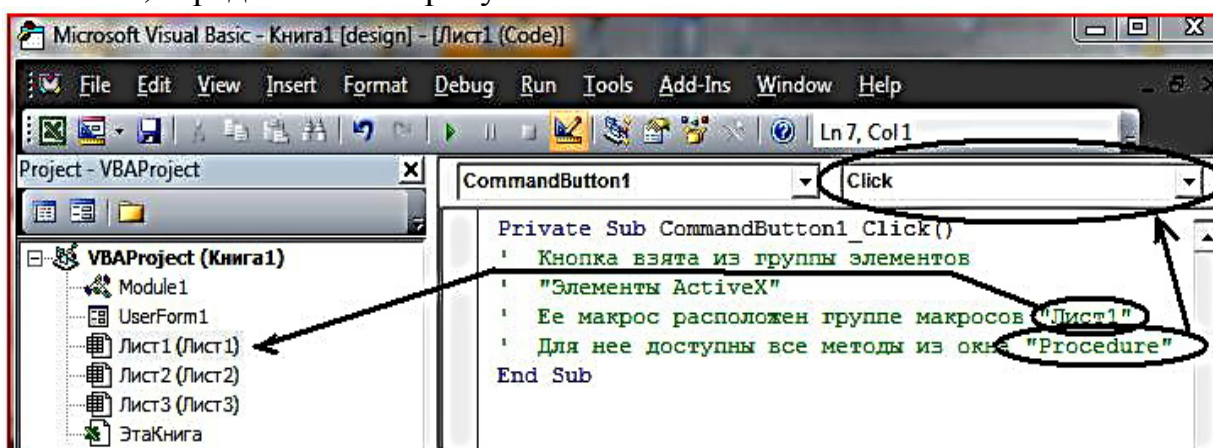 Microsoft Visual Basic - Книга1 [design] - [Лист1 (Code)]
File Edit View Insert Format Debug Run Tools Add-Ins Window Help
Ln 7, Col 1
Project - VBAProject
CommandButton1
Click
VBAProject (Книга1)
Module1
UserForm1
Лист1 (Лист1)
Лист2 (Лист2)
Лист3 (Лист3)
ЭтаКнига
Private Sub CommandButton1_Click()
' Кнопка взята из группы элементов
' "Элементы ActiveX"
' Ее макрос расположен группе макросов "Лист1"
' Для нее доступны все методы из окна "Procedure"
End Sub